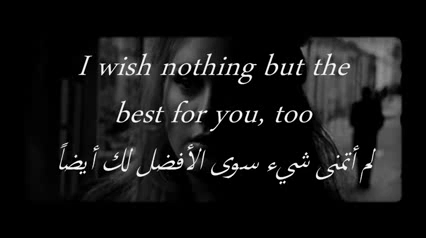 I wish nothing but the
best for you, too
لم أتمنى شيء سوى الأفضل لك أيضاً